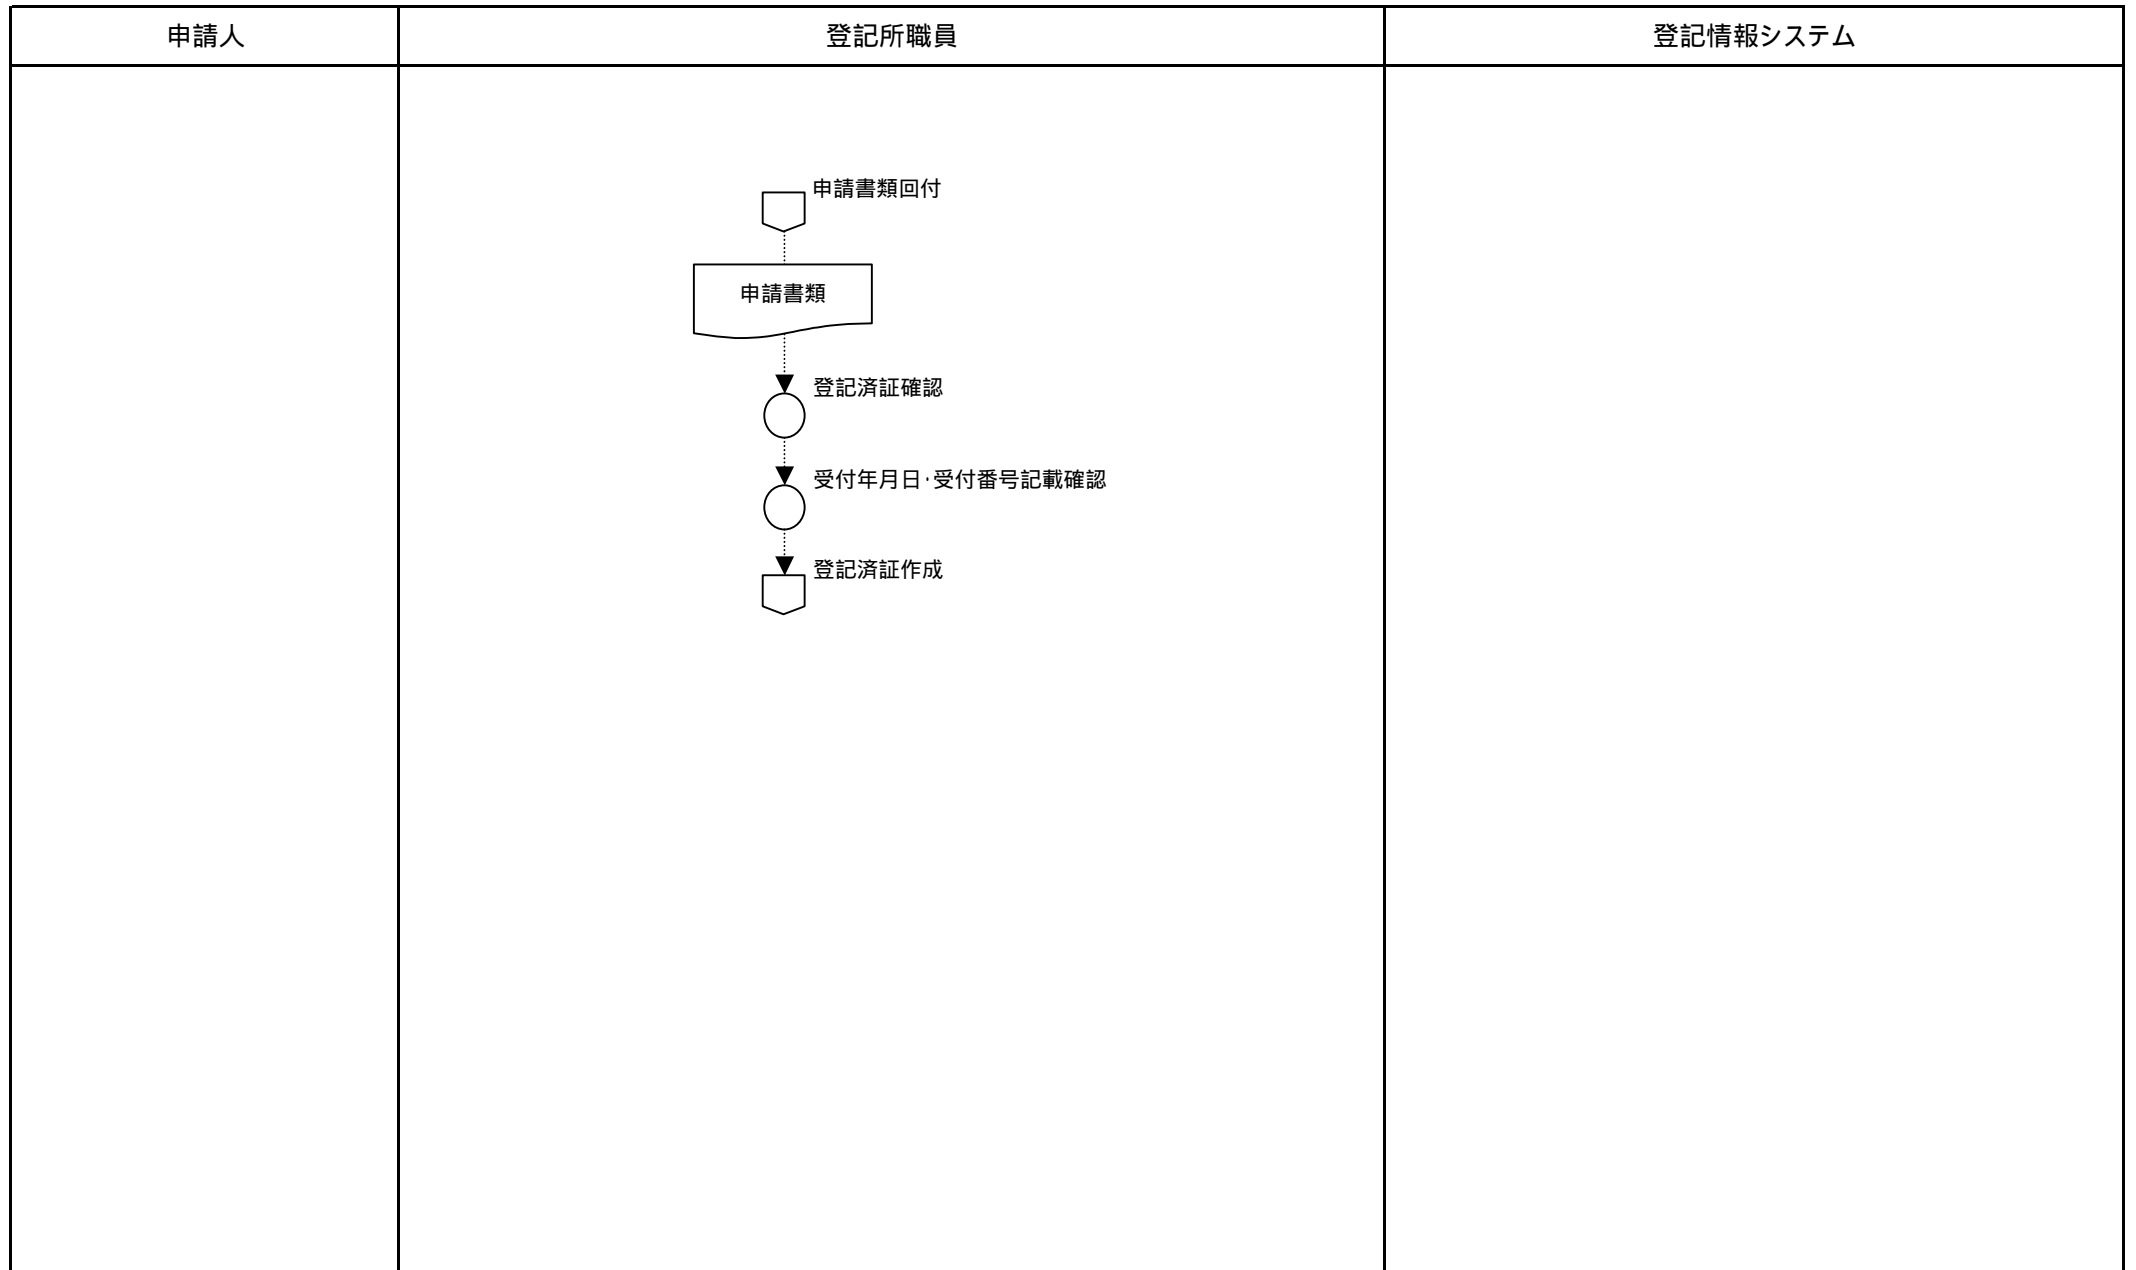 申請人
登記所職員
登記情報システム
申請書類回付
申請書類
登記済証確認
受付年月日・受付番号記載確認
登記済証作成